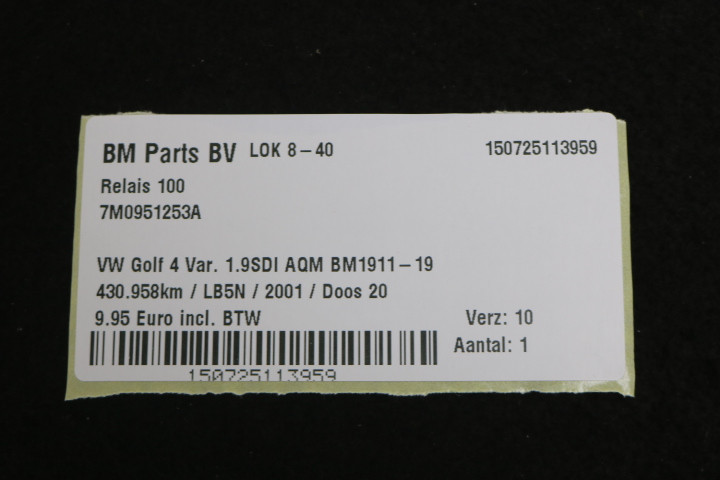 BM Parts BV LOK 8-40 150725113959
Relais 100
7M0951253A
VW Golf 4 Var. 1.9SDI AQM BM1911-19
430.958km / LB5N / 2001 / Doos 20
9.95 Euro incl. BTW Verz: 10
Aantal: 1
150725113959